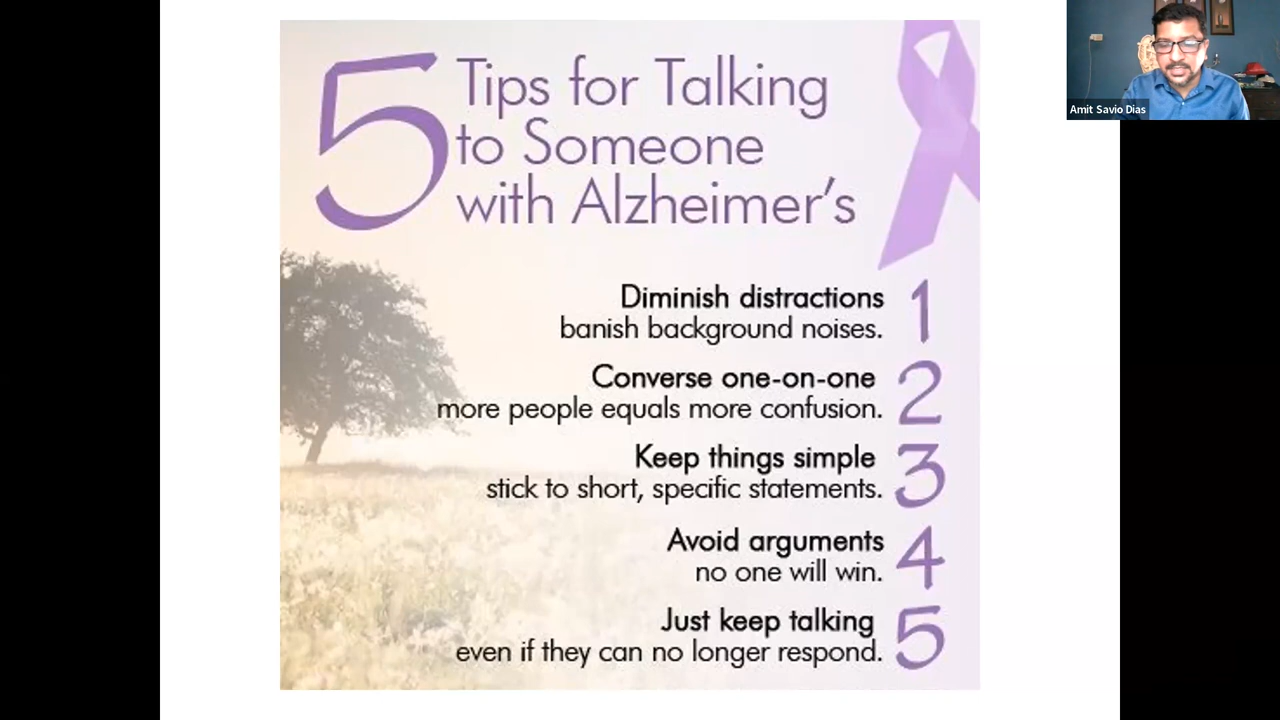 5 Tips for Talking
to Someone
with Alzheimer's
Diminish distractions 1
banish background noises.
Converse one-on-one 2
more people equals more confusion.
Keep things simple 3
stick to short, specific statements.
Avoid arguments 4
no one will win.
Just keep talking 5
even if they can no longer respond.
Amit Savio Dias